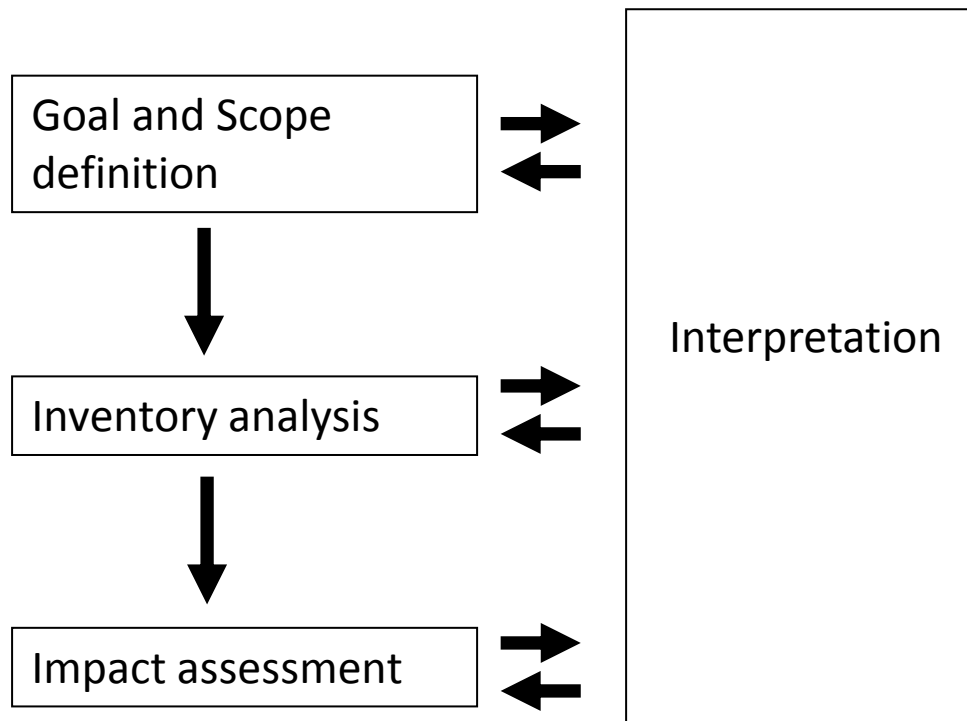 Goal and Scope
definition
Interpretation
Inventory analysis
Impact assessment